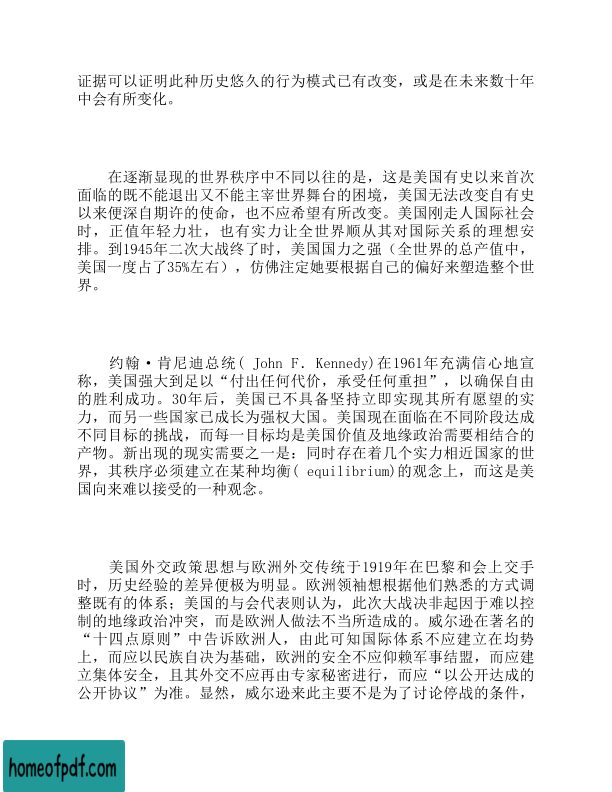 证据可以证明此种历史悠久的行为模式已有改变，或是在未来数十年
中会有所变化。
在逐渐显现的世界秩序中不同以往的是，这是美国有史以来首次
面临的既不能退出又不能主宰世界舞台的困境，美国无法改变自有史
以来便深自期许的使命，也不应希望有所改变。美国刚走人国际社会
时，正值年轻力壮，也有实力让全世界顺从其对国际关系的理想安
排。到1945年二次大战终了时，美国国力之强（全世界的总产值中，
美国一度占了35%左右），仿佛注定她要根据自己的偏好来塑造整个世
界。
约翰·肯尼迪总统( John F. Kennedy)在1961年充满信心地宣
称，美国强大到足以“付出任何代价，承受任何重担”，以确保自由
的胜利成功。30年后，美国已不具备坚持立即实现其所有愿望的实
力，而另一些国家已成长为强权大国。美国现在面临在不同阶段达成
不同目标的挑战，而每一目标均是美国价值及地缘政治需要相结合的
产物。新出现的现实需要之一是：同时存在着几个实力相近国家的世
界，其秩序必须建立在某种均衡( equilibrium)的观念上，而这是美
国向来难以接受的一种观念。
美国外交政策思想与欧洲外交传统于1919年在巴黎和会上交手
时，历史经验的差异便极为明显。欧洲领袖想根据他们熟悉的方式调
整既有的体系；美国的与会代表则认为，此次大战决非起因于难以控
制的地缘政治冲突，而是欧洲人做法不当所造成的。威尔逊在著名的
“十四点原则”中告诉欧洲人，由此可知国际体系不应建立在均势
上，而应以民族自决为基础，欧洲的安全不应仰赖军事结盟，而应建
立集体安全，且其外交不应再由专家秘密进行，而应“以公开达成的
公开协议”为准。显然，威尔逊来此主要不是为了讨论停战的条件，
homeofpdf.com